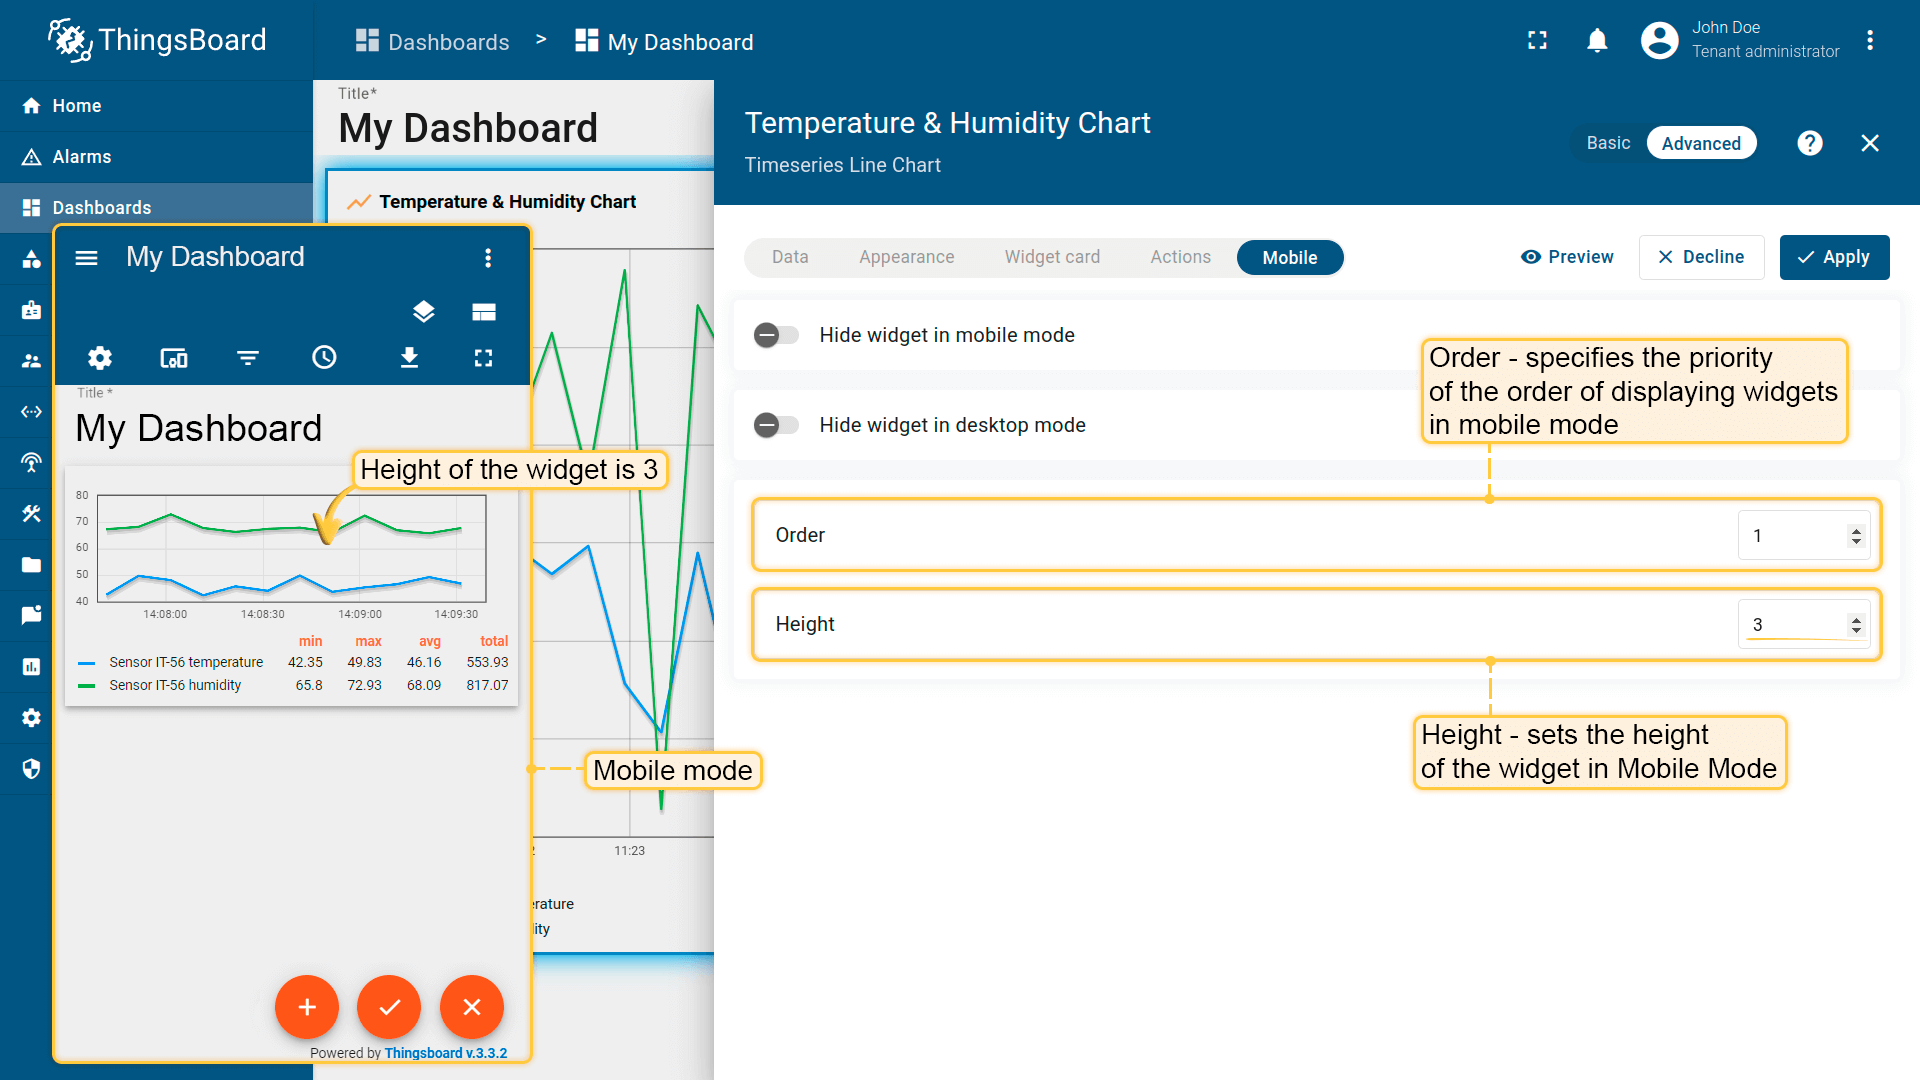 ThingsBoard
Dashboards > My Dashboard
John Doe
Tenant administrator
Home
Alarms
Dashboards
Title*
My Dashboard
Temperature & Humidity Chart
11:23
erature
ity
My Dashboard
Title *
My Dashboard
Height of the widget is 3
80
70
60
50
40
14:08:00 14:08:30 14:09:00 14:09:30
min max avg total
Sensor IT-56 temperature 42.35 49.83 46.16 553.93
Sensor IT-56 humidity 65.8 72.93 68.09 817.07
Mobile mode
Powered by Thingsboard v.3.3.2
Temperature & Humidity Chart
Timeseries Line Chart
Basic Advanced
Data Appearance Widget card Actions Mobile
Preview Decline Apply
Hide widget in mobile mode
Hide widget in desktop mode
Order - specifies the priority
of the order of displaying widgets
in mobile mode
Order 1
Height 3
Height - sets the height
of the widget in Mobile Mode